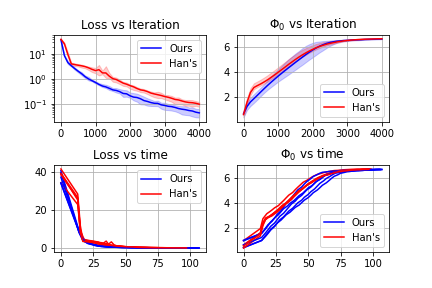 Loss vs Iteration
10¹
10⁰
10⁻¹
0 1000 2000 3000 4000
Ours
Han's
Φ₀ vs Iteration
6
4
2
0 1000 2000 3000 4000
Ours
Han's
Loss vs time
40
20
0
0 25 50 75 100
Ours
Han's
Φ₀ vs time
6
4
2
0 25 50 75 100
Ours
Han's